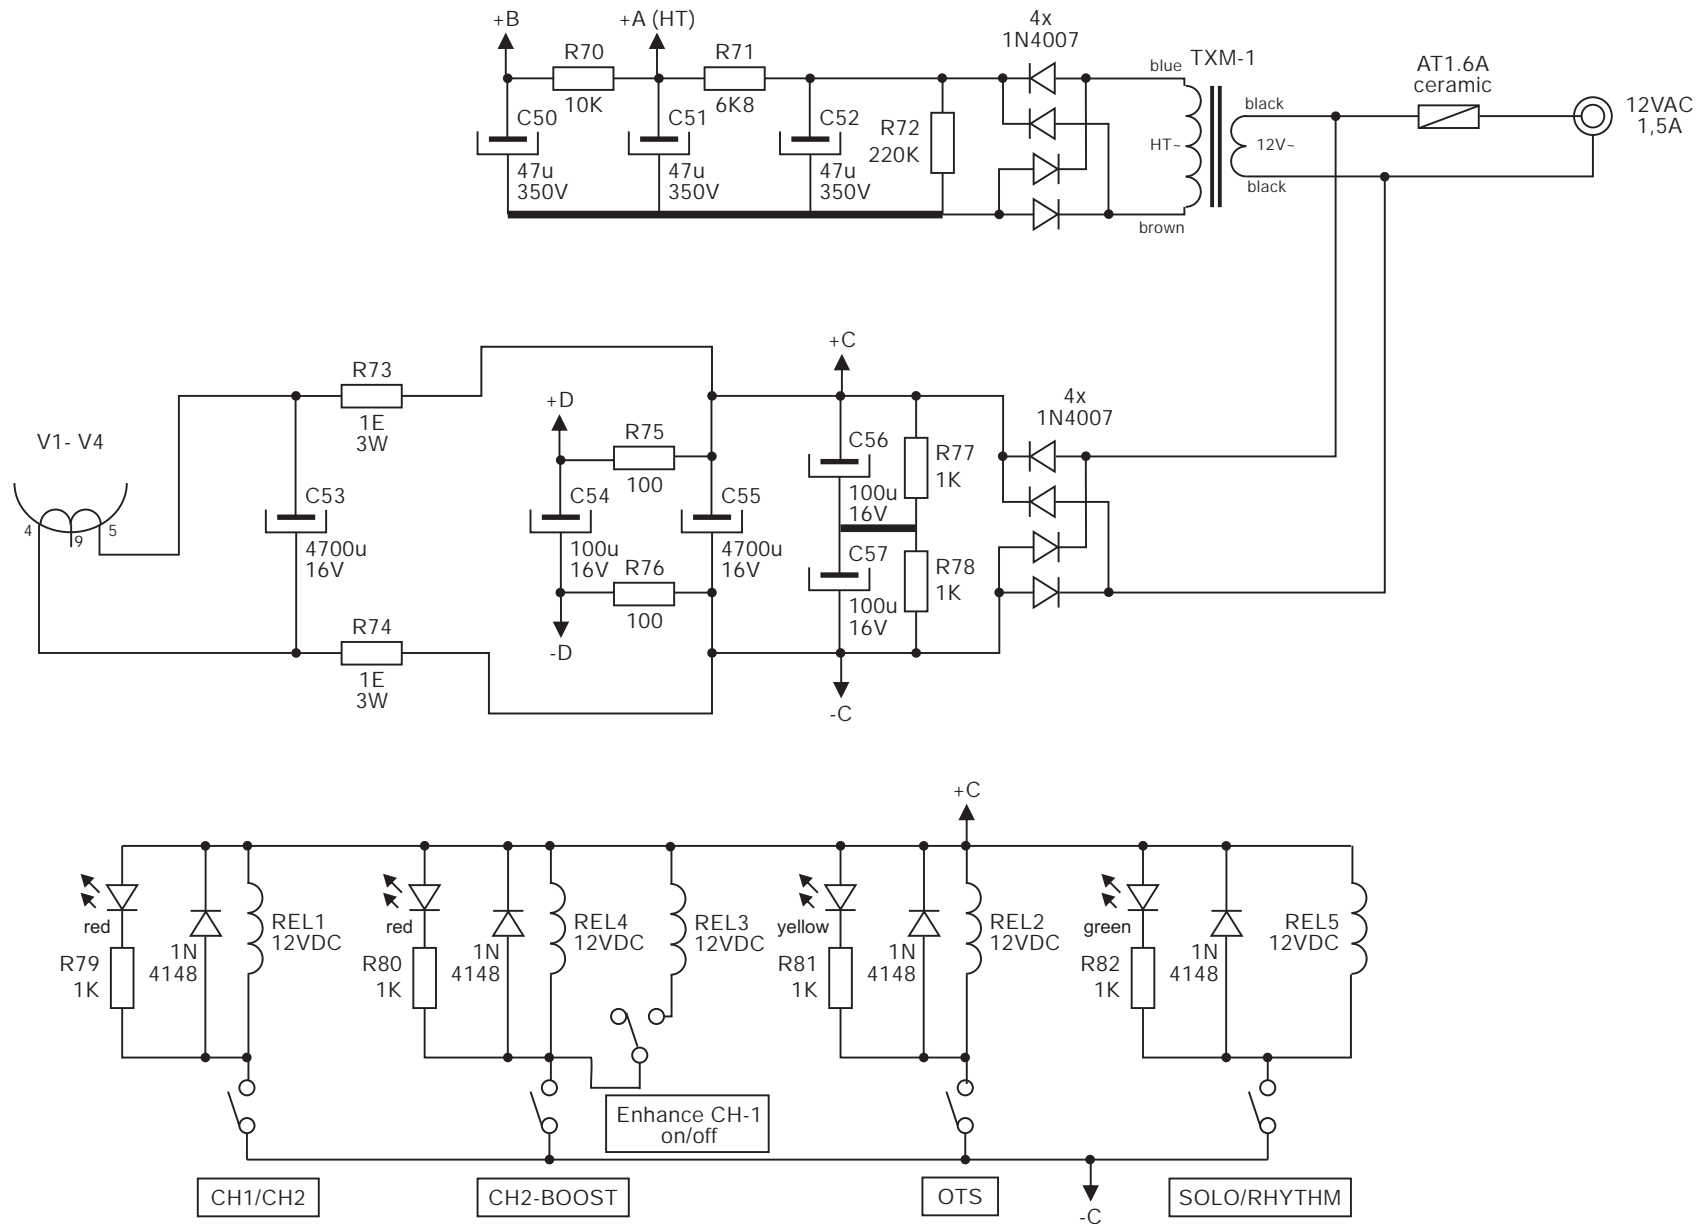 +B
+A (HT)
4x
1N4007
TXM-1
R70
10K
R71
6K8
C50
47u
350V
C51
47u
350V
C52
47u
350V
R72
220K
blue
HT~
brown
black
12V~
black
AT1.6A
ceramic
12VAC
1,5A
V1- V4
4
9
5
R73
1E
3W
C53
4700u
16V
R74
1E
3W
+D
R75
100
C54
100u
16V
R76
100
-D
C55
4700u
16V
+C
C56
100u
16V
R77
1K
C57
100u
16V
R78
1K
-C
4x
1N4007
+C
red
R79
1K
1N
4148
REL1
12VDC
red
R80
1K
1N
4148
REL4
12VDC
REL3
12VDC
yellow
R81
1K
1N
4148
REL2
12VDC
green
R82
1K
1N
4148
REL5
12VDC
Enhance CH-1
on/off
CH1/CH2
CH2-BOOST
OTS
-C
SOLO/RHYTHM